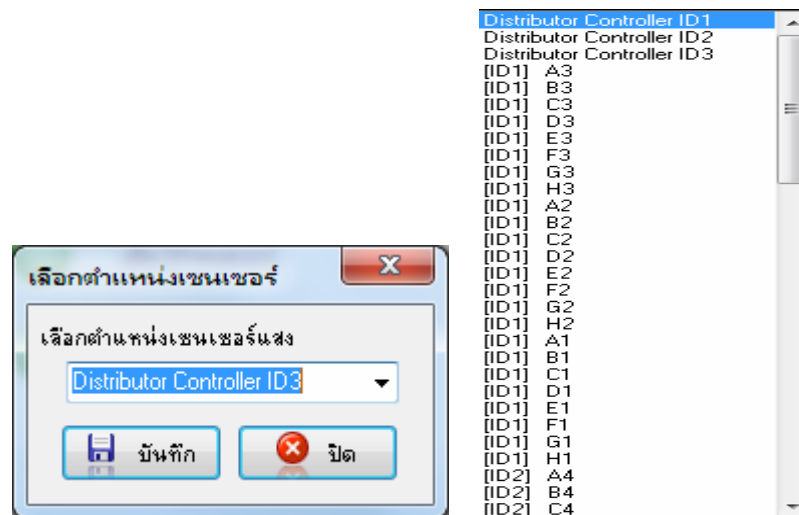 เลือกตำแหน่งเซนเซอร์
เลือกตำแหน่งเซนเซอร์แสง
Distributor Controller ID3
บันทึก
ปิด
Distributor Controller ID1
Distributor Controller ID2
Distributor Controller ID3
[ID1] A3
[ID1] B3
[ID1] C3
[ID1] D3
[ID1] E3
[ID1] F3
[ID1] G3
[ID1] H3
[ID1] A2
[ID1] B2
[ID1] C2
[ID1] D2
[ID1] E2
[ID1] F2
[ID1] G2
[ID1] H2
[ID1] A1
[ID1] B1
[ID1] C1
[ID1] D1
[ID1] E1
[ID1] F1
[ID1] G1
[ID1] H1
[ID2] A4
[ID2] B4
[ID2] C4